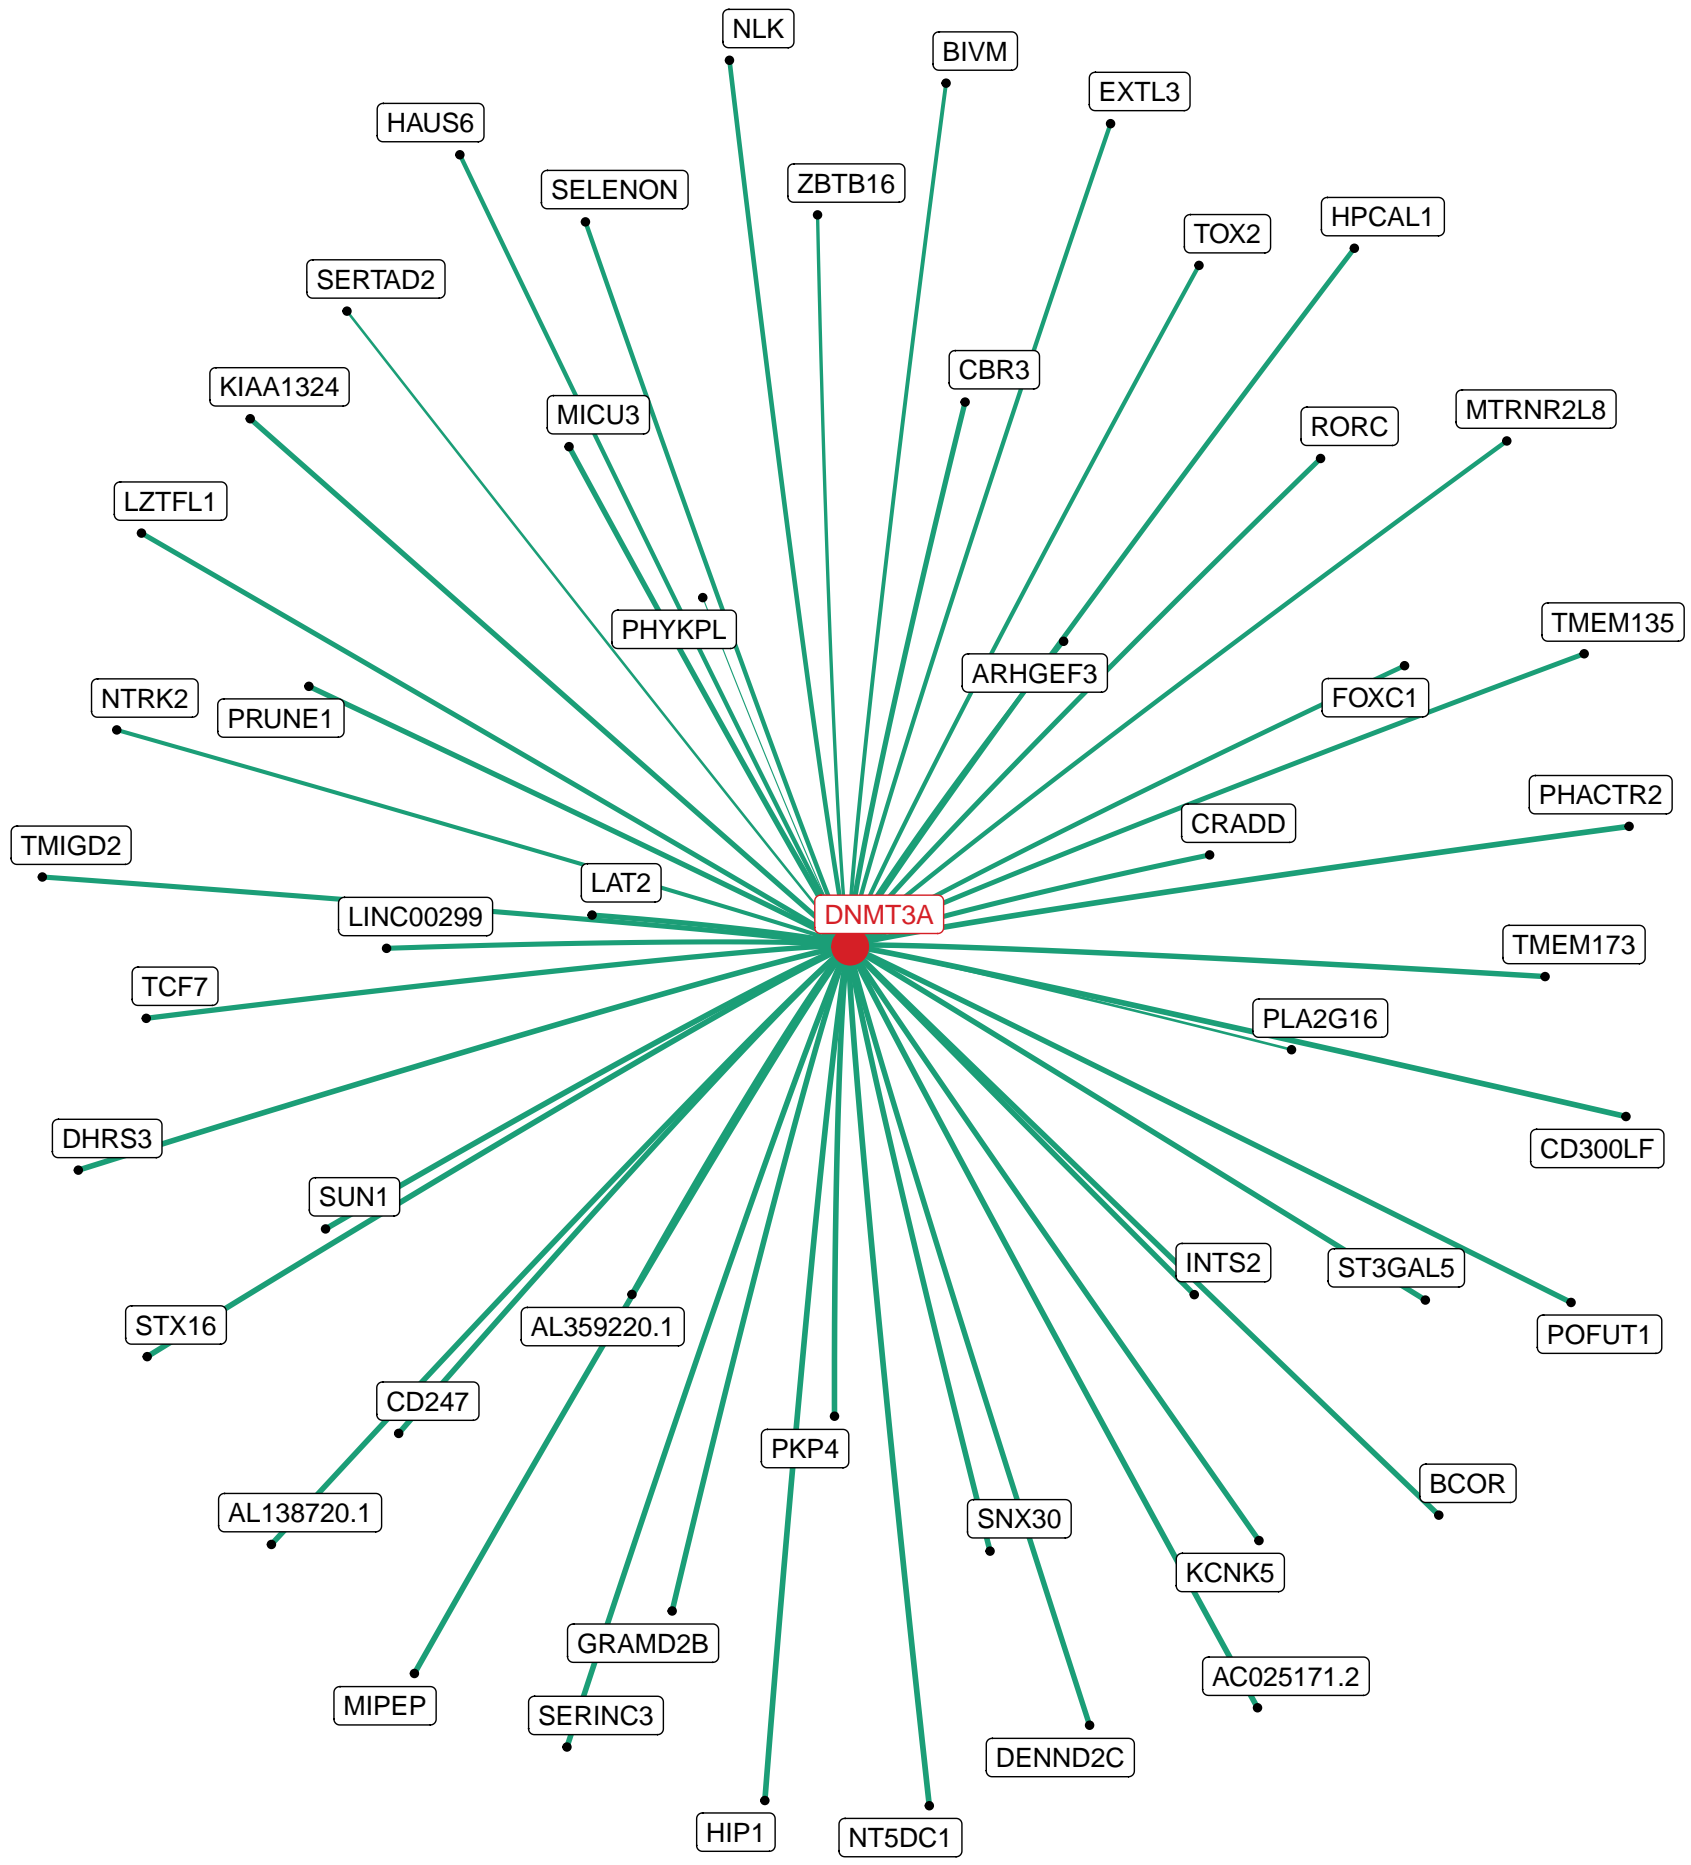 NLK
BIVM
EXTL3
HAUS6
ZBTB16
SELENON
HPCAL1
TOX2
SERTAD2
CBR3
KIAA1324
MTRNR2L8
MICU3
RORC
LZTFL1
TMEM135
PHYKPL
ARHGEF3
NTRK2
FOXC1
PRUNE1
PHACTR2
CRADD
TMIGD2
LAT2
DNMT3A
LINC00299
TMEM173
TCF7
PLA2G16
DHRS3
CD300LF
SUN1
INTS2
ST3GAL5
STX16
AL359220.1
POFUT1
CD247
PKP4
BCOR
AL138720.1
SNX30
KCNK5
GRAMD2B
AC025171.2
MIPEP
SERINC3
DENND2C
HIP1
NT5DC1